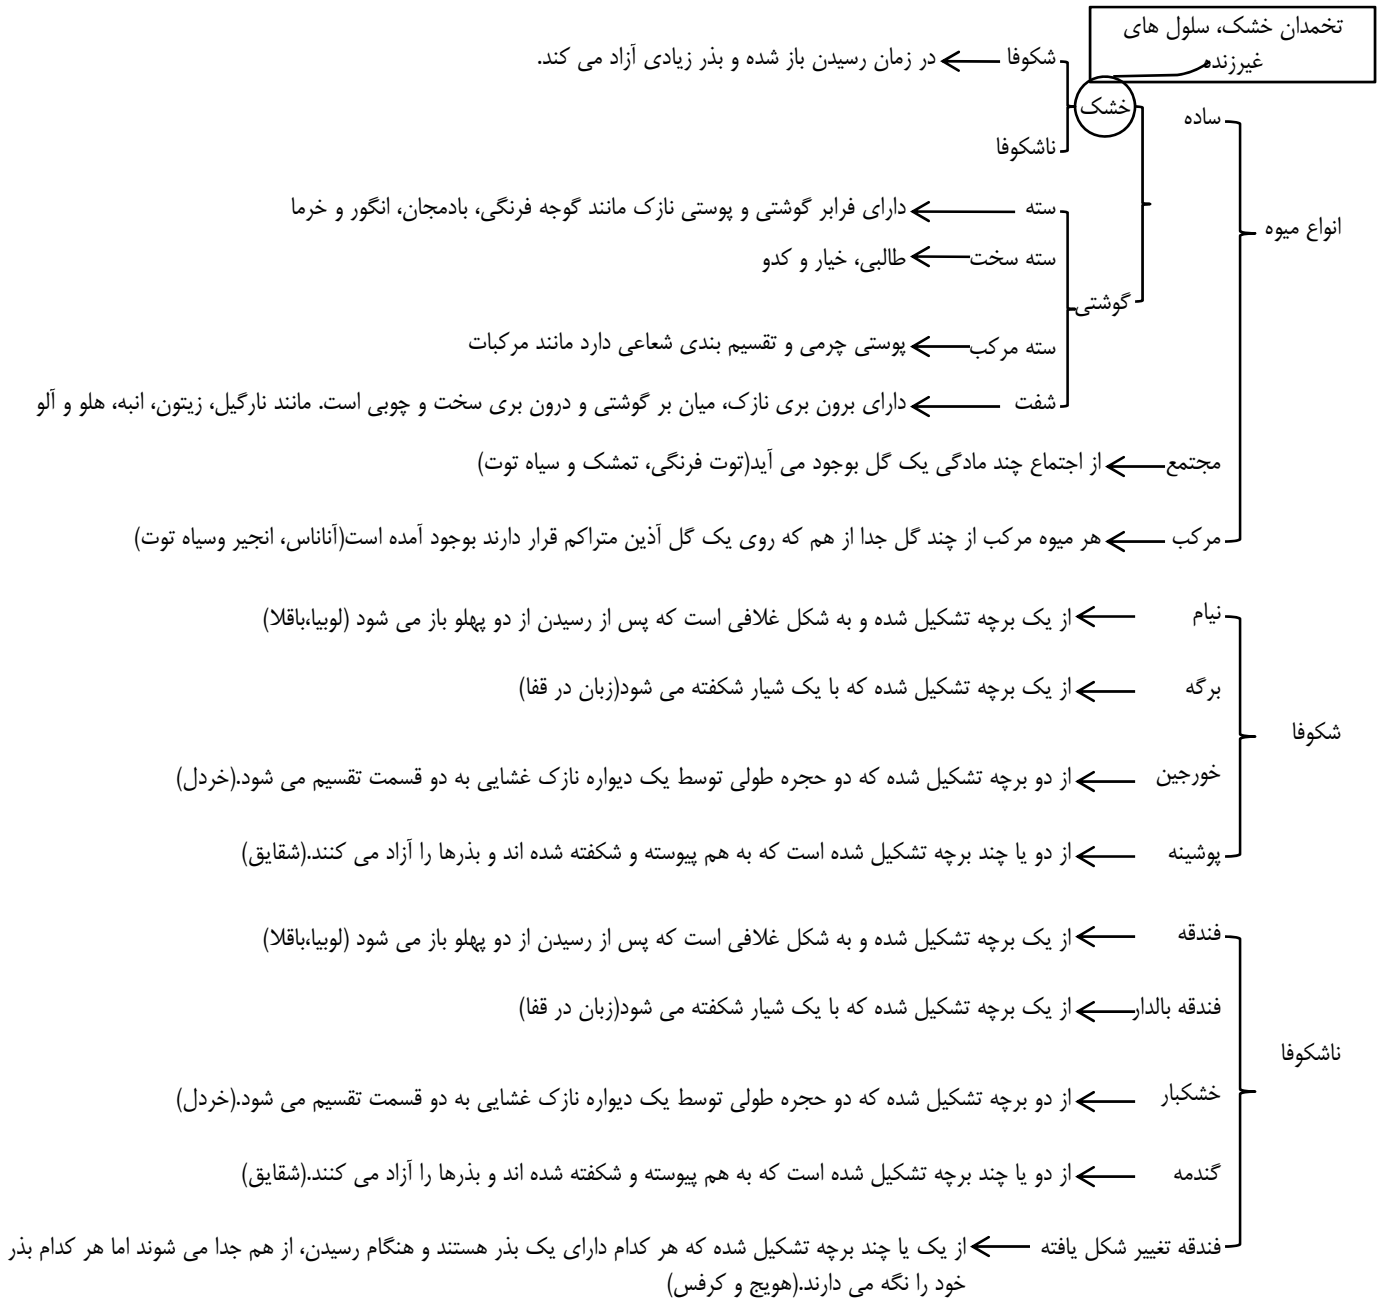 تخمدان خشک، سلول های
غیرزنده
شکوفا در زمان رسیدن باز شده و بذر زیادی آزاد می کند.
خشک
ساده
ناشکوفا
سته دارای فرابر گوشتی و پوستی نازک مانند گوجه فرنگی، بادمجان، انگور و خرما
انواع میوه
سته سخت طالبی، خیار و کدو
گوشتی
سته مرکب پوستی چرمی و تقسیم بندی شعاعی دارد مانند مرکبات
شفت دارای برون بری نازک، میان بر گوشتی و درون بری سخت و چوبی است. مانند نارگیل، زیتون، انبه، هلو و آلو
مجتمع از اجتماع چند مادگی یک گل بوجود می آید(توت فرنگی، تمشک و سیاه توت)
مرکب هر میوه مرکب از چند گل جدا از هم که روی یک گل آذین متراکم قرار دارند بوجود آمده است(آناناس، انجیر وسیاه توت)
نیام از یک برچه تشکیل شده و به شکل غلافی است که پس از رسیدن از دو پهلو باز می شود (لوبیا،باقلا)
برگه از یک برچه تشکیل شده که با یک شیار شکفته می شود(زبان در قفا)
شکوفا
خورجین از دو برچه تشکیل شده که دو حجره طولی توسط یک دیواره نازک غشایی به دو قسمت تقسیم می شود.(خردل)
پوشینه از دو یا چند برچه تشکیل شده است که به هم پیوسته و شکفته شده اند و بذرها را آزاد می کنند.(شقایق)
فندقه از یک برچه تشکیل شده و به شکل غلافی است که پس از رسیدن از دو پهلو باز می شود (لوبیا،باقلا)
فندقه بالدار از یک برچه تشکیل شده که با یک شیار شکفته می شود(زبان در قفا)
ناشکوفا
خشکبار از دو برچه تشکیل شده که دو حجره طولی توسط یک دیواره نازک غشایی به دو قسمت تقسیم می شود.(خردل)
گندمه از دو یا چند برچه تشکیل شده است که به هم پیوسته و شکفته شده اند و بذرها را آزاد می کنند.(شقایق)
فندقه تغییر شکل یافته از یک یا چند برچه تشکیل شده که هر کدام دارای یک بذر هستند و هنگام رسیدن، از هم جدا می شوند اما هر کدام بذر
خود را نگه می دارند.(هویج و کرفس)